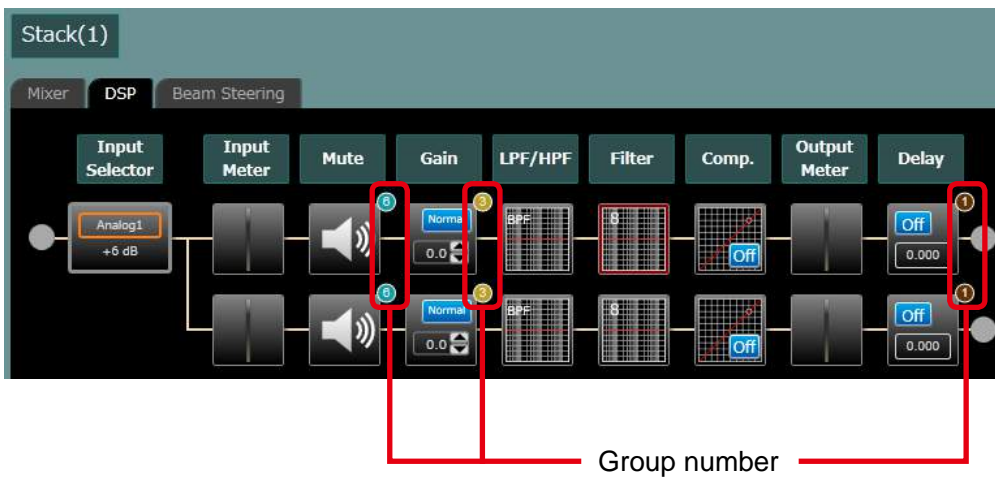 Stack(1)
Mixer DSP Beam Steering
Input Selector Input Meter Mute Gain LPF/HPF Filter Comp. Output Meter Delay
6 3 1
Analog1 Normal BPF 8 Off
+6 dB 0.0 Off 0.000
6 3 1
Normal BPF 8 Off
0.0 Off 0.000
Group number